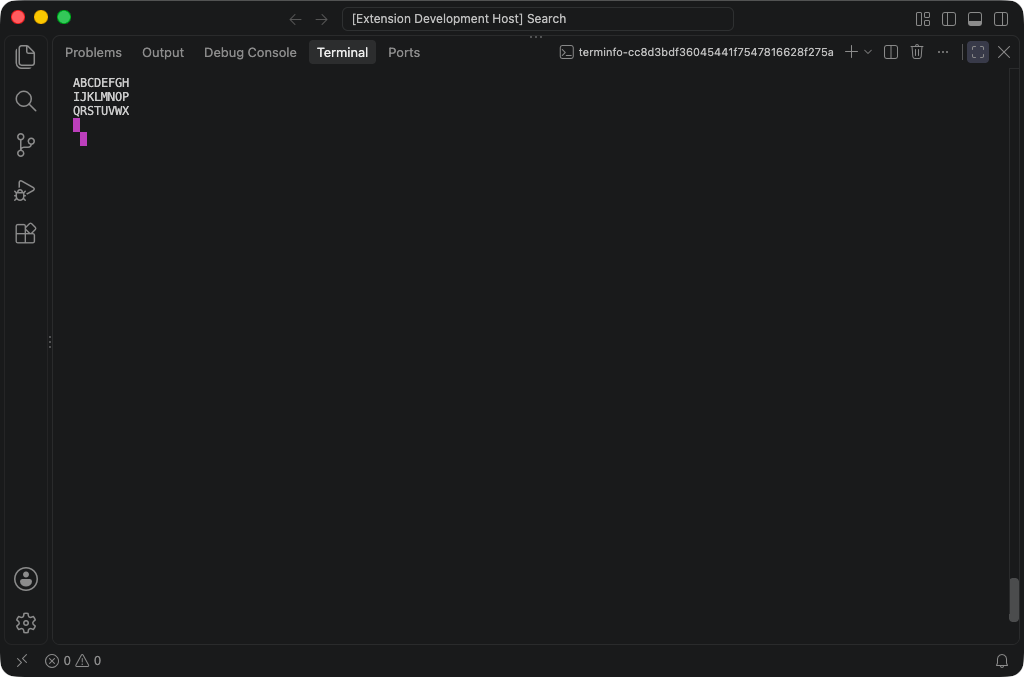 [Extension Development Host] Search
Problems Output Debug Console Terminal Ports terminfo-cc8d3bdf36045441f7547816628f275a
ABCDEFGH
IJKLMNOP
QRSTUVWX
0 0